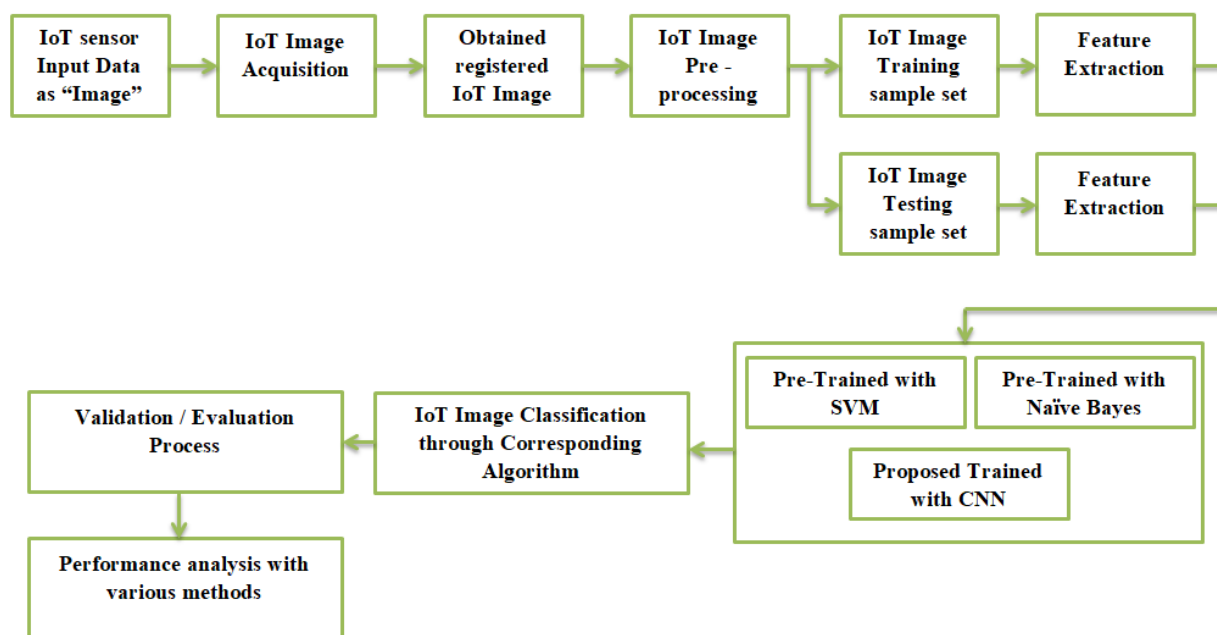 IoT sensor
Input Data
as “Image”
IoT Image
Acquisition
Obtained
registered
IoT Image
IoT Image
Pre -
processing
IoT Image
Training
sample set
Feature
Extraction
IoT Image
Testing
sample set
Feature
Extraction
Pre-Trained with
SVM
Pre-Trained with
Naïve Bayes
Proposed Trained
with CNN
IoT Image Classification
through Corresponding
Algorithm
Validation / Evaluation
Process
Performance analysis with
various methods